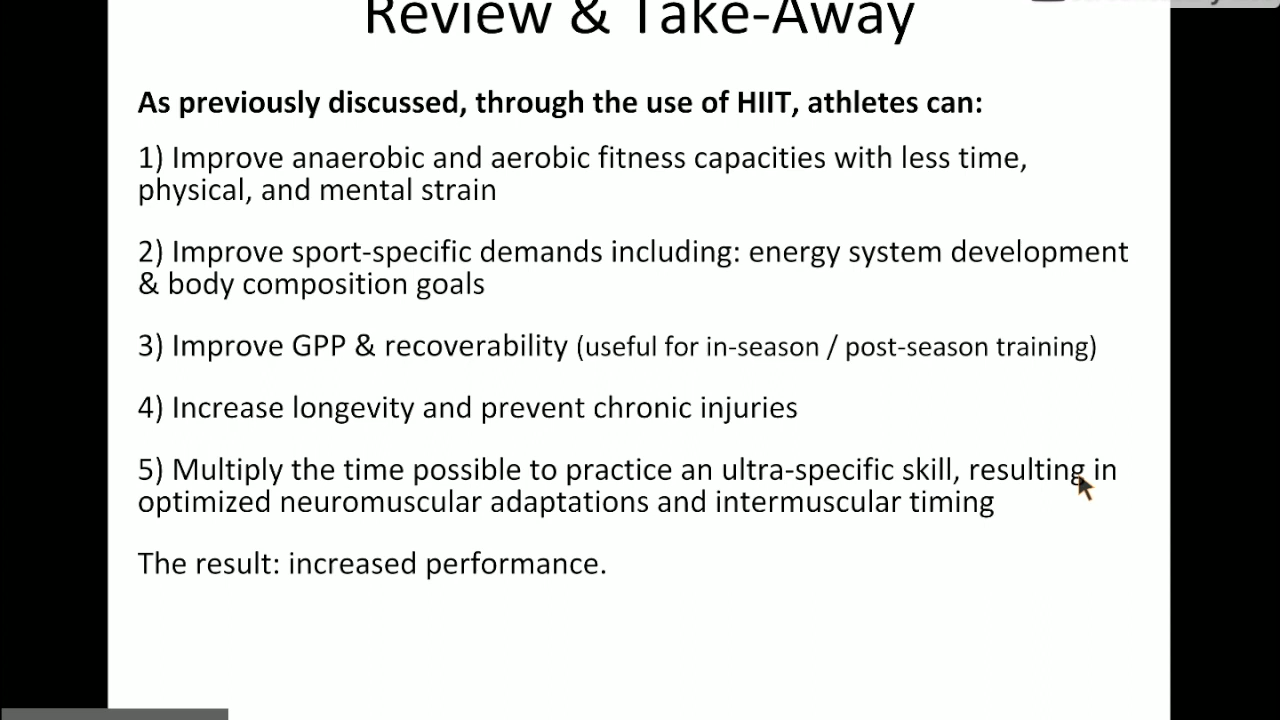 Review & Take-Away
As previously discussed, through the use of HIIT, athletes can:
1) Improve anaerobic and aerobic fitness capacities with less time,
physical, and mental strain
2) Improve sport-specific demands including: energy system development
& body composition goals
3) Improve GPP & recoverability (useful for in-season / post-season training)
4) Increase longevity and prevent chronic injuries
5) Multiply the time possible to practice an ultra-specific skill, resulting in
optimized neuromuscular adaptations and intermuscular timing
The result: increased performance.